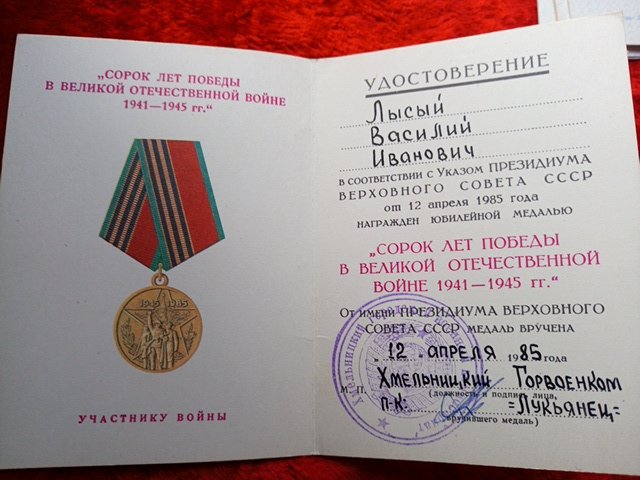 „СОРОК ЛЕТ ПОБЕДЫ
В ВЕЛИКОЙ ОТЕЧЕСТВЕННОЙ ВОЙНЕ
1941—1945 гг.“
1945 1985
УЧАСТНИКУ ВОЙНЫ
УДОСТОВЕРЕНИЕ
Лысый
Василий
Иванович
В СООТВЕТСТВИИ С УКАЗОМ ПРЕЗИДИУМА
ВЕРХОВНОГО СОВЕТА СССР
от 12 апреля 1985 года
НАГРАЖДЕН ЮБИЛЕЙНОЙ МЕДАЛЬЮ
„СОРОК ЛЕТ ПОБЕДЫ
В ВЕЛИКОЙ ОТЕЧЕСТВЕННОЙ
ВОЙНЕ 1941—1945 гг.“
От имени ПРЕЗИДИУМА ВЕРХОВНОГО
СОВЕТА СССР МЕДАЛЬ ВРУЧЕНА
„12 апреля 1985 года
Хмельницкий Горвоенком
М. П. (должность и подпись лица,
п-к: =Лукьянец=
вручившего медаль)